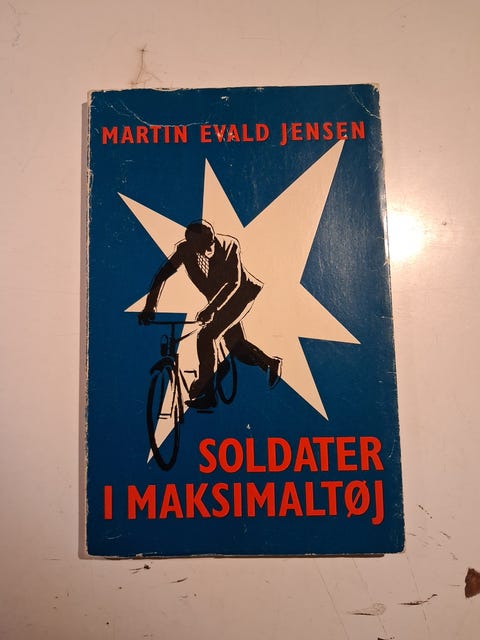 MARTIN EVALD JENSEN
SOLDATER
I MAKSIMALTØJ